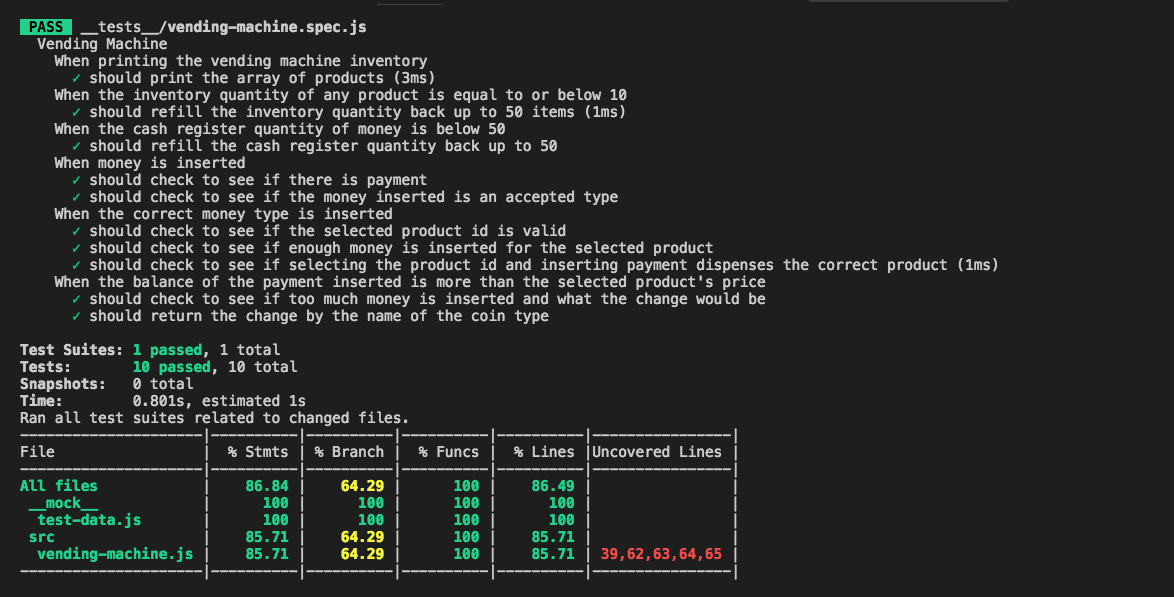 PASS __tests__/vending-machine.spec.js
Vending Machine
When printing the vending machine inventory
✓ should print the array of products (3ms)
When the inventory quantity of any product is equal to or below 10
✓ should refill the inventory quantity back up to 50 items (1ms)
When the cash register quantity of money is below 50
✓ should refill the cash register quantity back up to 50
When money is inserted
✓ should check to see if there is payment
✓ should check to see if the money inserted is an accepted type
When the correct money type is inserted
✓ should check to see if the selected product id is valid
✓ should check to see if enough money is inserted for the selected product
✓ should check to see if selecting the product id and inserting payment dispenses the correct product (1ms)
When the balance of the payment inserted is more than the selected product's price
✓ should check to see if too much money is inserted and what the change would be
✓ should return the change by the name of the coin type
Test Suites: 1 passed, 1 total
Tests: 10 passed, 10 total
Snapshots: 0 total
Time: 0.801s, estimated 1s
Ran all test suites related to changed files.
File | % Stmts | % Branch | % Funcs | % Lines |Uncovered Lines |
All files | 86.84 | 64.29 | 100 | 86.49 | |
__mock__ | 100 | 100 | 100 | 100 | |
test-data.js | 100 | 100 | 100 | 100 | |
src | 85.71 | 64.29 | 100 | 85.71 | |
vending-machine.js | 85.71 | 64.29 | 100 | 85.71 | 39,62,63,64,65 |